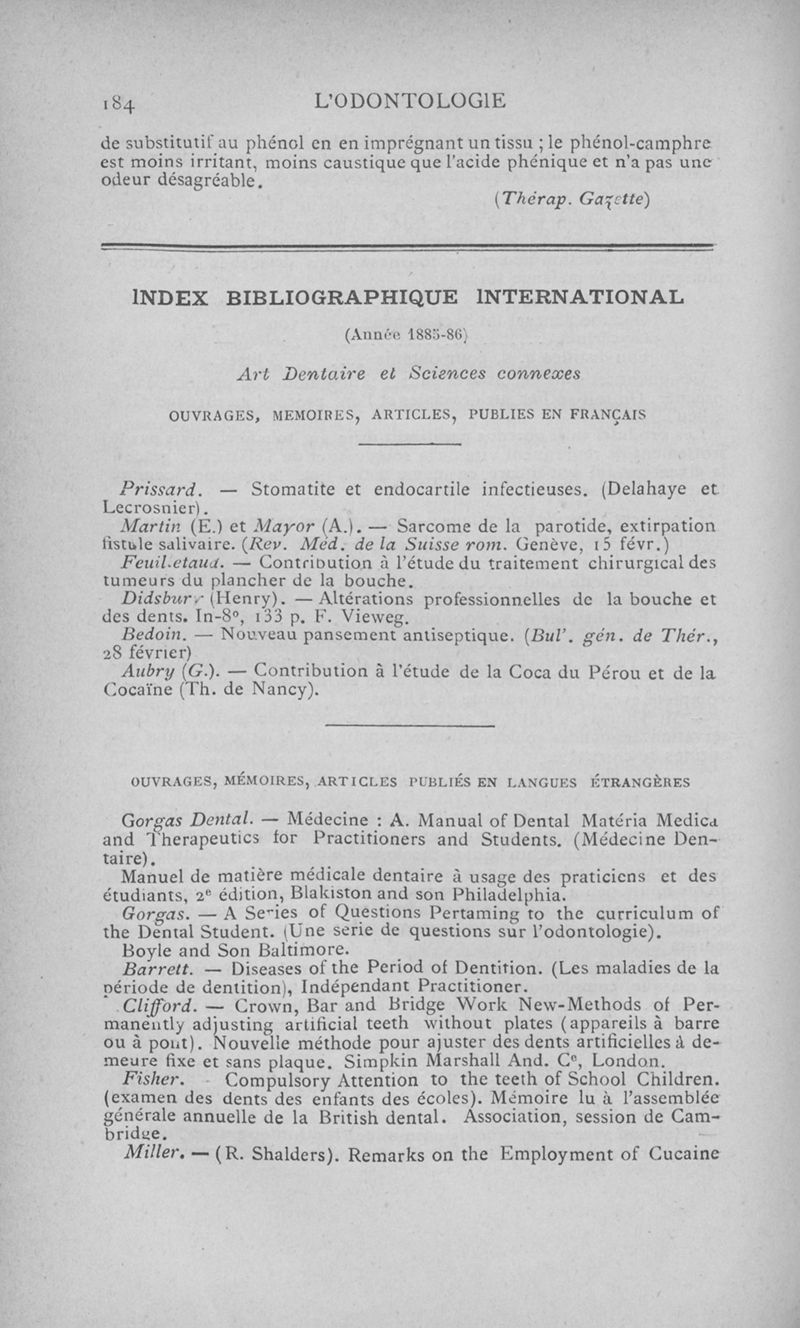 184 L'ODONTOLOGIE
de substitutif au phénol en en imprégnant un tissu ; le phénol-camphre
est moins irritant, moins caustique que l'acide phénique et n'a pas une
odeur désagréable.
(Thérap. Gazette)
INDEX BIBLIOGRAPHIQUE INTERNATIONAL
(Année 1885-86)
Art Dentaire et Sciences connexes
OUVRAGES, MEMOIRES, ARTICLES, PUBLIES EN FRANÇAIS
Prissard. — Stomatite et endocartile infectieuses. (Delahaye et
Lecrosnier).
Martin (E.) et Mayor (A.). — Sarcome de la parotide, extirpation
fistule salivaire. (Rev. Méd. de la Suisse rom. Genève, 15 févr.)
Feuilletaud. — Contribution à l'étude du traitement chirurgical des
tumeurs du plancher de la bouche.
Didsbury (Henry). — Altérations professionnelles de la bouche et
des dents. In-8º, 133 p. F. Vieweg.
Bedoin. — Nouveau pansement antiseptique. (Bul'. gén. de Thér.,
28 février)
Aubry (G.). — Contribution à l'étude de la Coca du Pérou et de la
Cocaïne (Th. de Nancy).
OUVRAGES, MÉMOIRES, ARTICLES PUBLIÉS EN LANGUES ÉTRANGÈRES
Gorgas Dental. — Médecine : A. Manual of Dental Matéria Medica
and Therapeutics for Practitioners and Students. (Médecine Den-
taire).
Manuel de matière médicale dentaire à usage des praticiens et des
étudiants, 2e édition, Blakiston and son Philadelphia.
Gorgas. — A Series of Questions Pertaming to the curriculum of
the Dental Student. (Une serie de questions sur l'odontologie).
Boyle and Son Baltimore.
Barrett. — Diseases of the Period of Dentition. (Les maladies de la
période de dentition), Indépendant Practitioner.
Clifford. — Crown, Bar and Bridge Work New-Methods of Per-
manently adjusting artificial teeth without plates (appareils à barre
ou à pont). Nouvelle méthode pour ajuster des dents artificielles à de-
meure fixe et sans plaque. Simpkin Marshall And. Ce, London.
Fisher. - Compulsory Attention to the teeth of School Children.
(examen des dents des enfants des écoles). Mémoire lu à l'assemblée
générale annuelle de la British dental. Association, session de Cam-
bridge.
Miller. — (R. Shalders). Remarks on the Employment of Cucaine